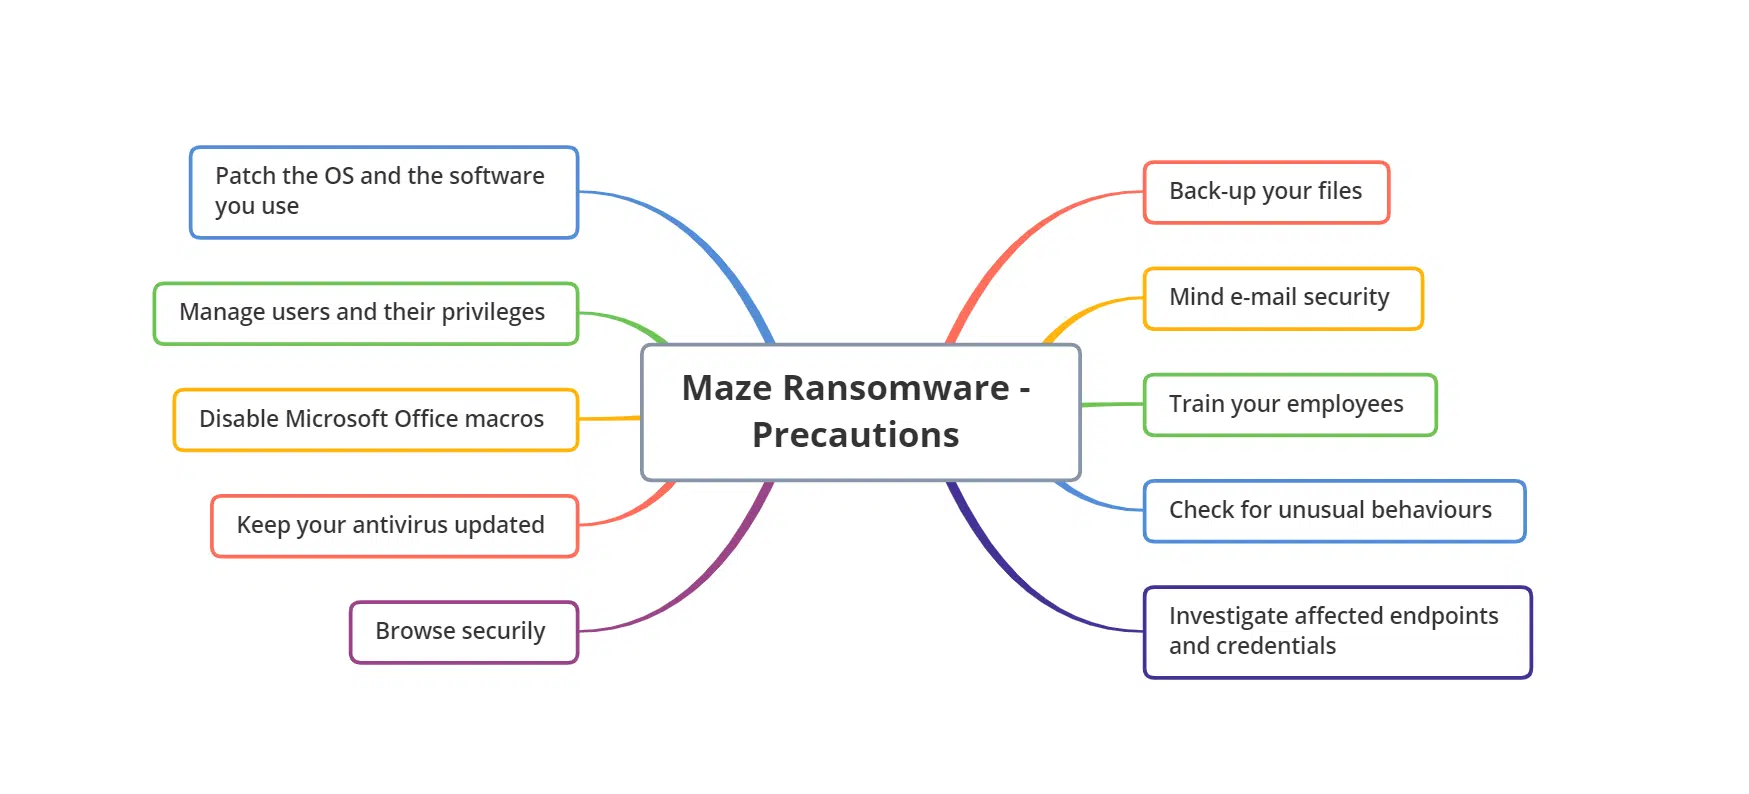 Patch the OS and the software
you use
Manage users and their privileges
Disable Microsoft Office macros
Keep your antivirus updated
Browse securily
Maze Ransomware -
Precautions
Back-up your files
Mind e-mail security
Train your employees
Check for unusual behaviours
Investigate affected endpoints
and credentials